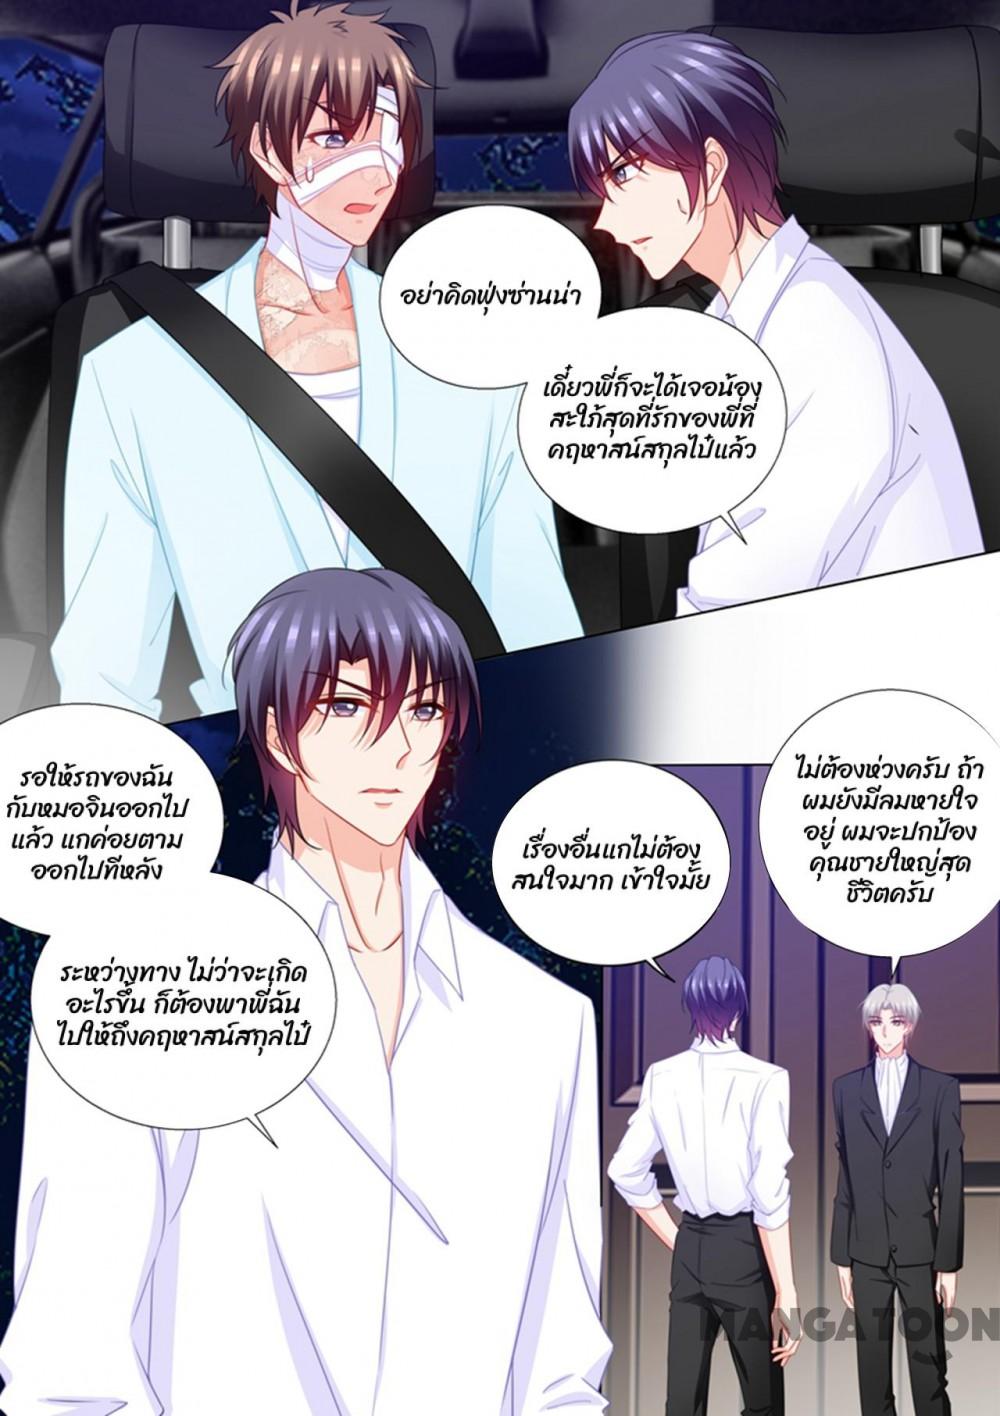 อย่าคิดฟุ้งซ่านน่า
เดี๋ยวพี่ก็จะได้เจอน้อง
สะใภ้สุดที่รักของพี่ที่
คฤหาสน์สกุลไป๋แล้ว
รอให้รถของฉัน
กับหมอจินออกไป
แล้ว แกค่อยตาม
ออกไปทีหลัง
ระหว่างทาง ไม่ว่าจะเกิด
อะไรขึ้น ก็ต้องพาพี่ฉัน
ไปให้ถึงคฤหาสน์สกุลไป๋
เรื่องอื่นแกไม่ต้อง
สนใจมาก เข้าใจมั้ย
ไม่ต้องห่วงครับ ถ้า
ผมยังมีลมหายใจ
อยู่ ผมจะปกป้อง
คุณชายใหญ่สุด
ชีวิตครับ
MANGATOON